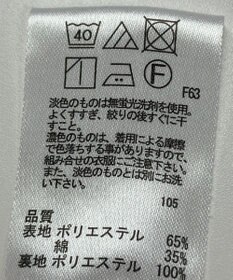 40
F
F63
淡色のものは無蛍光洗剤を使用。
よくすすぎ、絞りの後すぐに干
すこと。
濃色のものは、着用による摩擦
で色落ちする事がありますので、
組み合せの衣服にご注意下さい。
また、淡色のものとは別にお洗
い下さい。
105
品質
表地 ポリエステル 65%
綿 35%
裏地 ポリエステル 100%